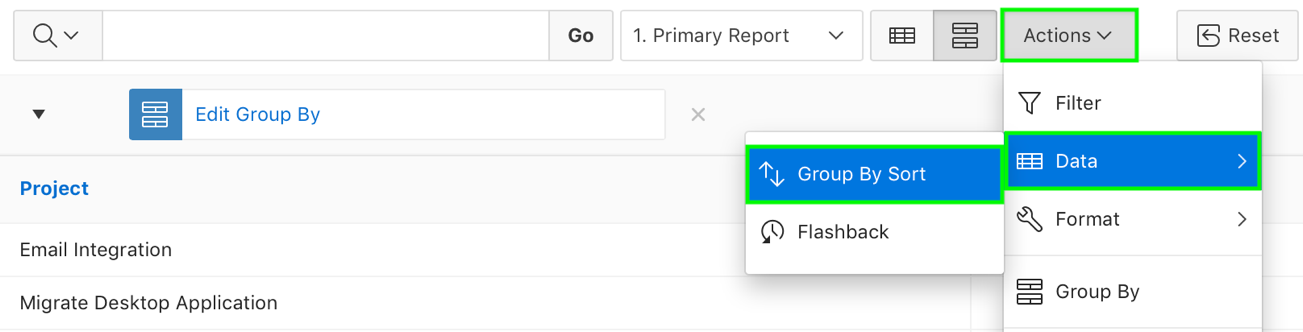 Go
1. Primary Report
Actions
Reset
Edit Group By
Filter
Data
Group By Sort
Project
Format
Flashback
Email Integration
Group By
Migrate Desktop Application